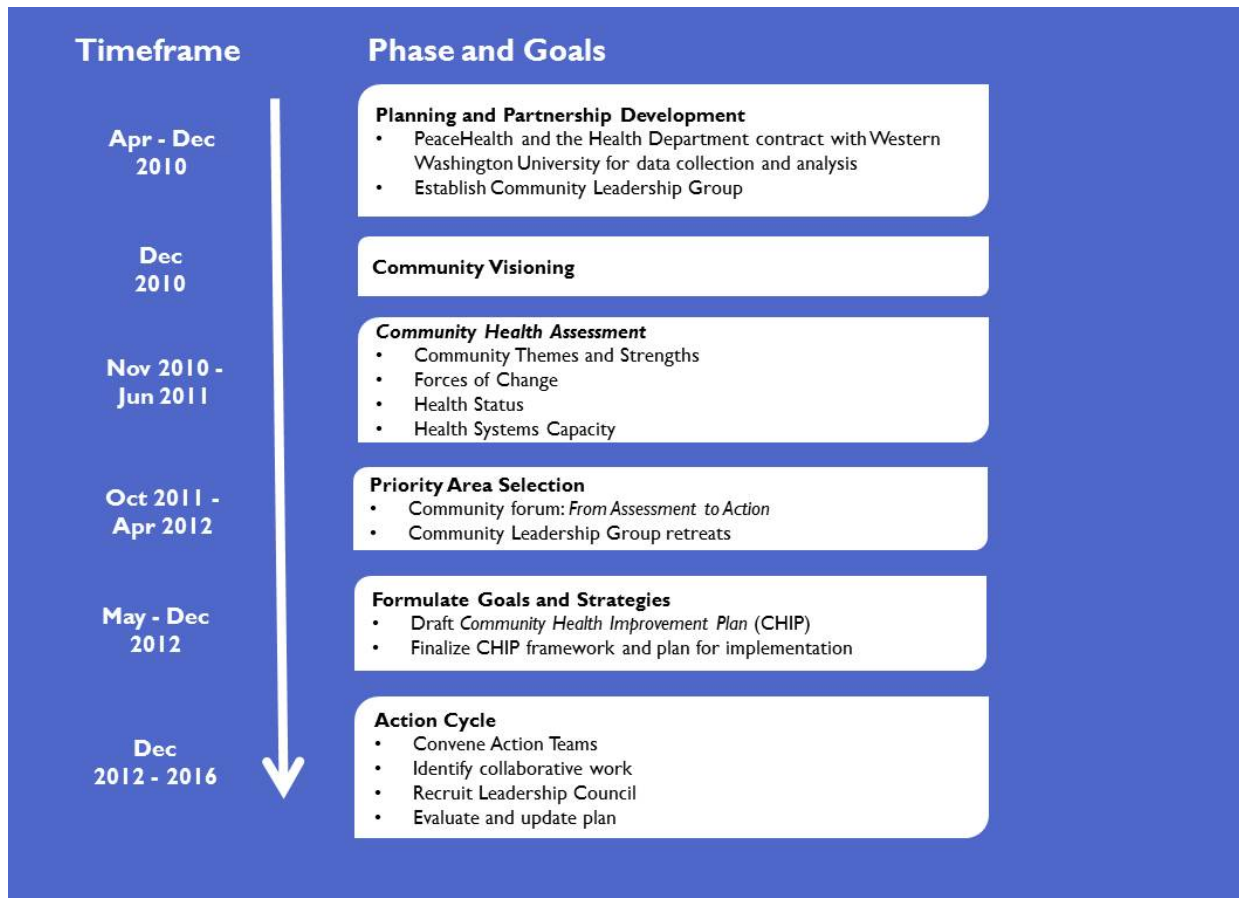 Timeframe
Phase and Goals
Apr - Dec
2010
Planning and Partnership Development
• PeaceHealth and the Health Department contract with Western
Washington University for data collection and analysis
• Establish Community Leadership Group
Dec
2010
Community Visioning
Nov 2010 -
Jun 2011
Community Health Assessment
• Community Themes and Strengths
• Forces of Change
• Health Status
• Health Systems Capacity
Oct 2011 -
Apr 2012
Priority Area Selection
• Community forum: From Assessment to Action
• Community Leadership Group retreats
May - Dec
2012
Formulate Goals and Strategies
• Draft Community Health Improvement Plan (CHIP)
• Finalize CHIP framework and plan for implementation
Dec
2012 - 2016
Action Cycle
• Convene Action Teams
• Identify collaborative work
• Recruit Leadership Council
• Evaluate and update plan